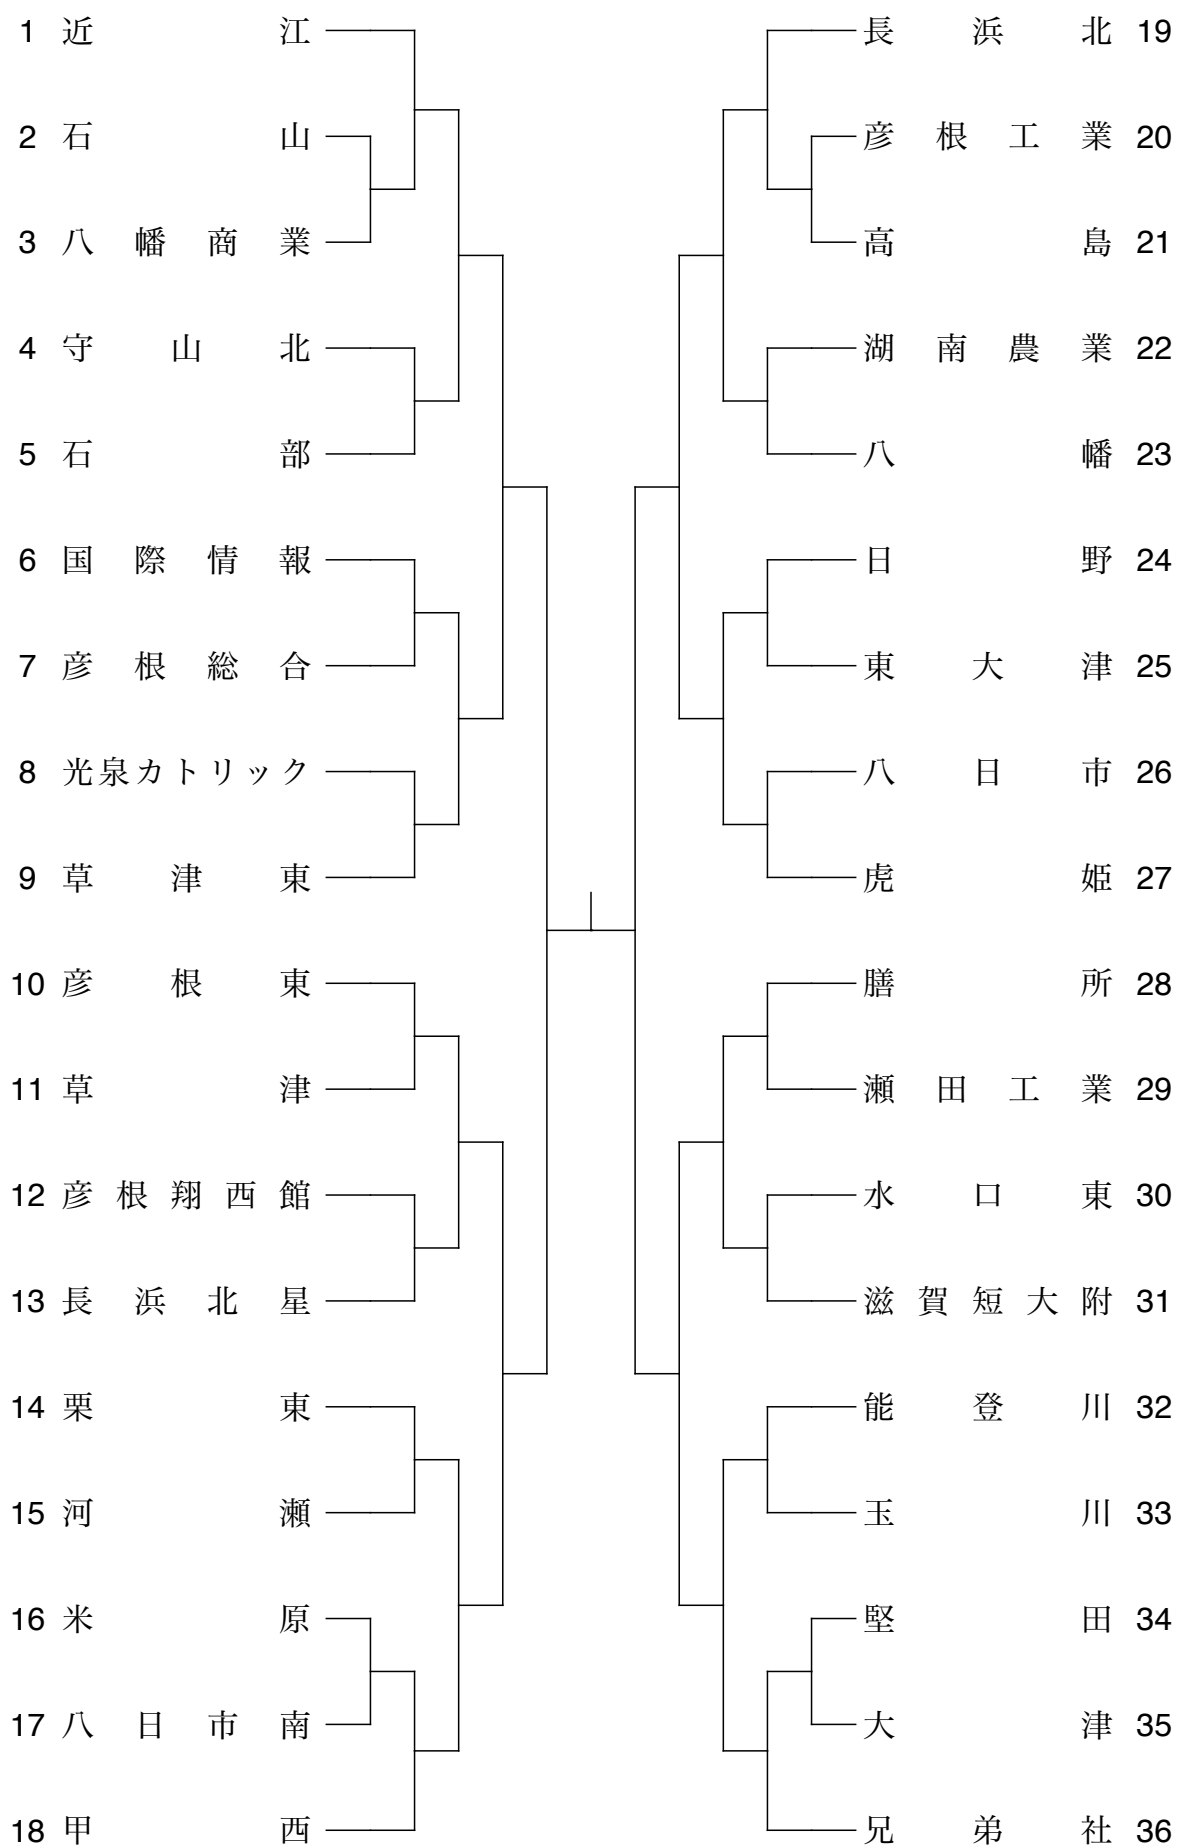 1 近江
2 石山
3 八幡商業
4 守山北
5 石部
6 国際情報
7 彦根総合
8 光泉カトリック
9 草津東
10 彦根東
11 草津
12 彦根翔西館
13 長浜北星
14 栗東
15 河瀬
16 米原
17 八日市南
18 甲西
長浜北 19
彦根工業 20
高島 21
湖南農業 22
八幡 23
日野 24
東大津 25
八日市 26
虎姫 27
膳所 28
瀬田工業 29
水口東 30
滋賀短大附 31
能登川 32
玉川 33
堅田 34
大津 35
兄弟社 36